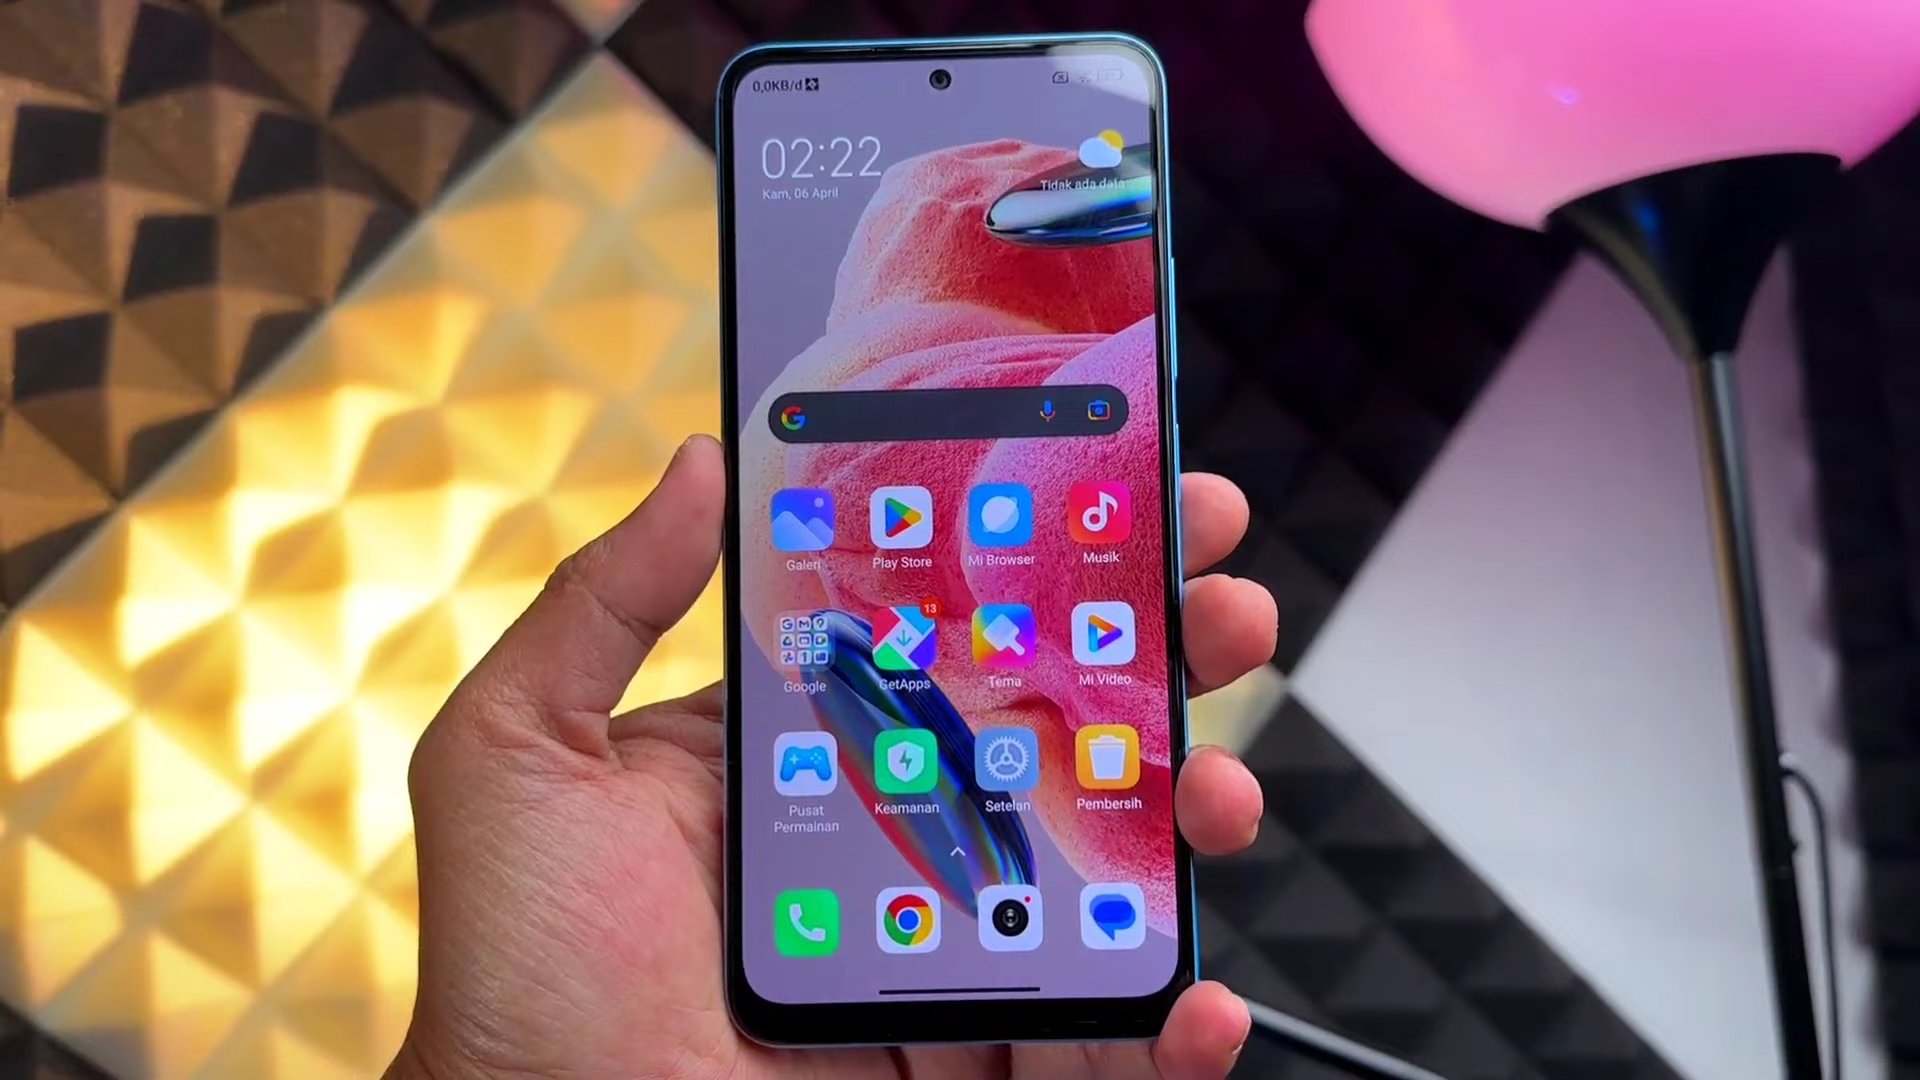 0,0KB/d
02:22
Kam, 06 April
Tidak ada data
Galeri
Play Store
Mi Browser
Musik
13
Google
GetApps
Tema
Mi Video
Pusat
Permainan
Keamanan
Setelan
Pembersih